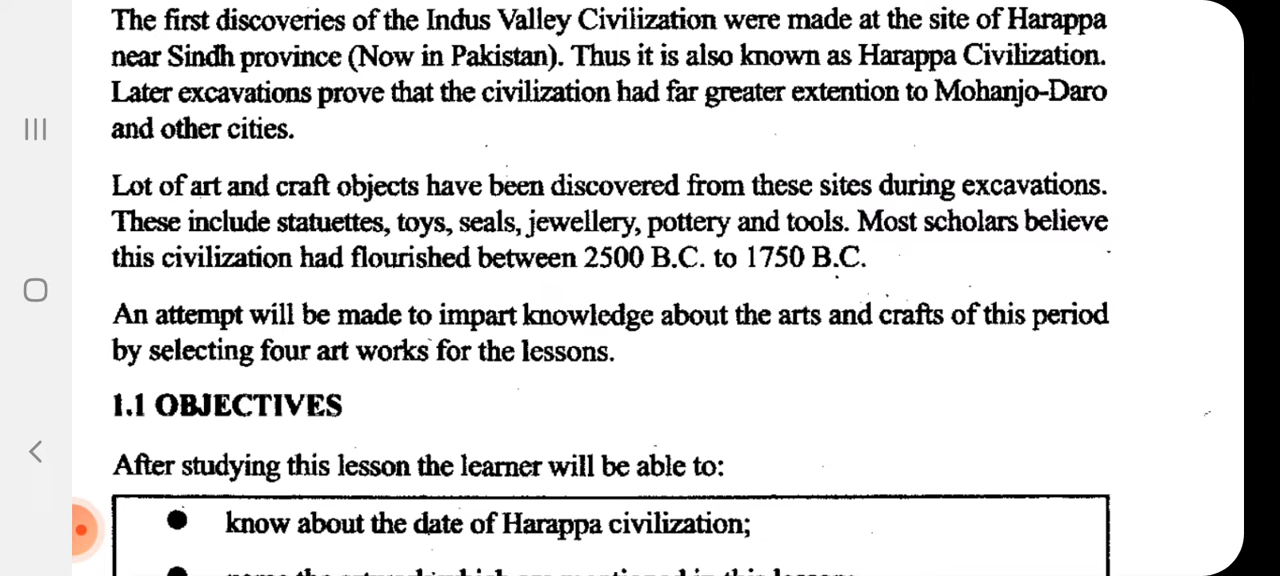 The first discoveries of the Indus Valley Civilization were made at the site of Harappa
near Sindh province (Now in Pakistan). Thus it is also known as Harappa Civilization.
Later excavations prove that the civilization had far greater extention to Mohanjo-Daro
and other cities.
Lot of art and craft objects have been discovered from these sites during excavations.
These include statuettes, toys, seals, jewellery, pottery and tools. Most scholars believe
this civilization had flourished between 2500 B.C. to 1750 B.C.
An attempt will be made to impart knowledge about the arts and crafts of this period
by selecting four art works for the lessons.
1.1 OBJECTIVES
After studying this lesson the learner will be able to:
● know about the date of Harappa civilization;